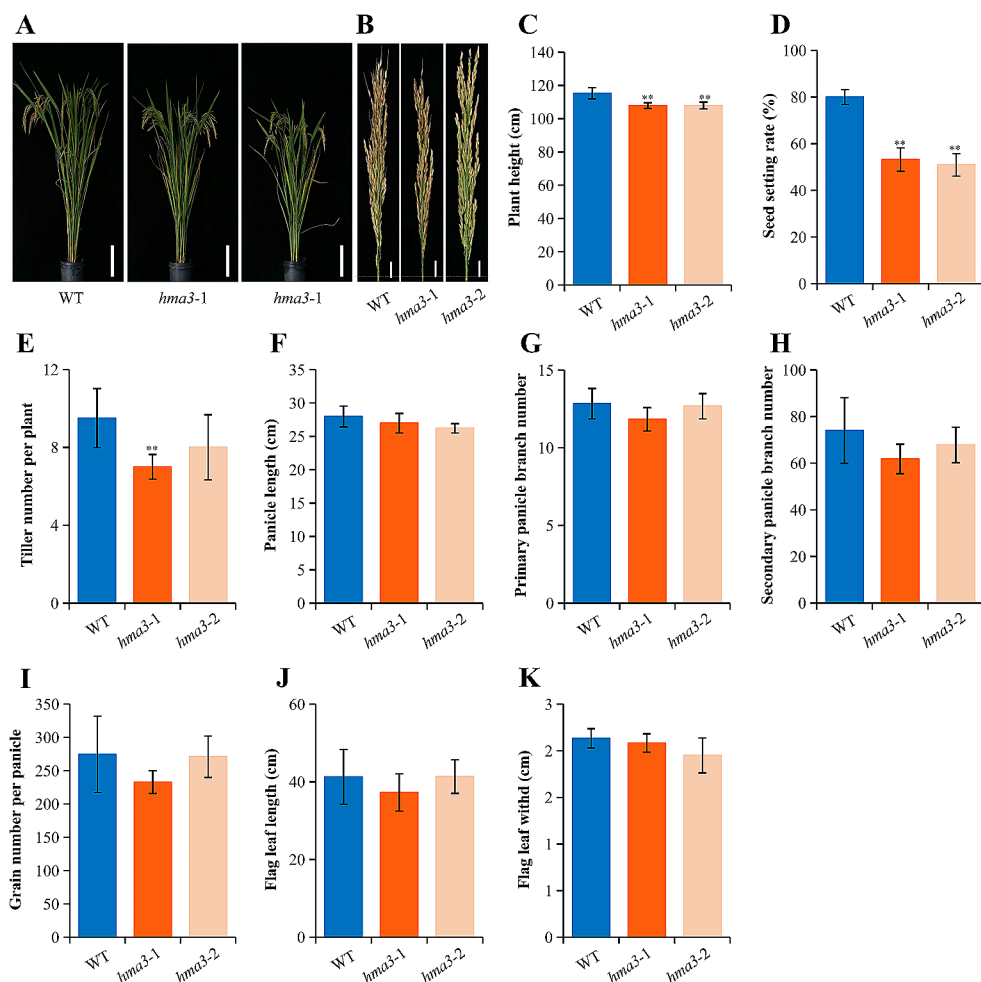 A
WT
hma3-1
hma3-1
B
WT
hma3-1
hma3-2
C
Plant height (cm)
140
120
100
80
60
40
20
0
**
**
WT
hma3-1
hma3-2
D
Seed setting rate (%)
100
80
60
40
20
0
**
**
WT
hma3-1
hma3-2
E
Tiller number per plant
12
8
4
0
**
WT
hma3-1
hma3-2
F
Panicle length (cm)
35
30
25
20
15
10
5
0
WT
hma3-1
hma3-2
G
Primary panicle branch number
15
10
5
0
WT
hma3-1
hma3-2
H
Secondary panicle branch number
100
80
60
40
20
0
WT
hma3-1
hma3-2
I
Grain number per panicle
350
300
250
200
150
100
50
0
WT
hma3-1
hma3-2
J
Flag leaf length (cm)
60
40
20
0
WT
hma3-1
hma3-2
K
Flag leaf withd (cm)
3
2
2
1
1
0
WT
hma3-1
hma3-2